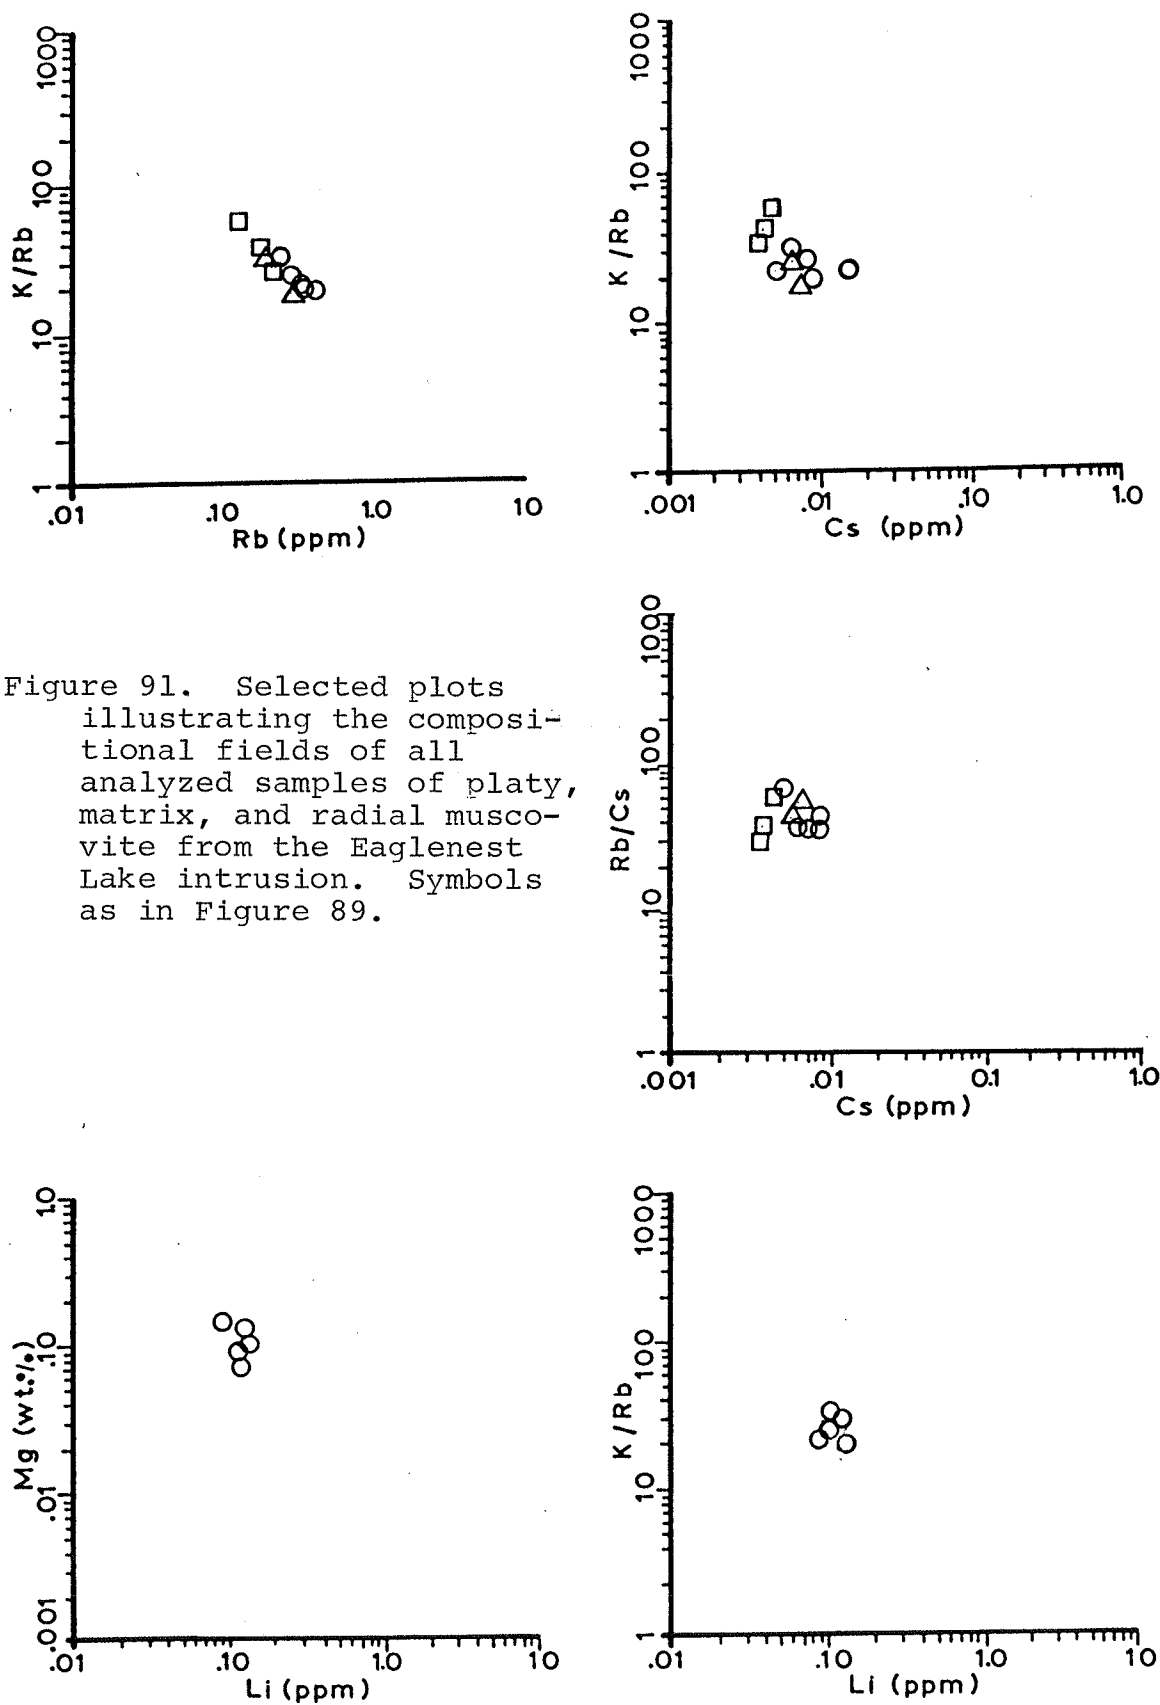 1000
100
10
1
K/Rb
.01
.10
1.0
10
Rb (ppm)
1000
100
10
1
K/Rb
.001
.01
.10
1.0
Cs (ppm)
Figure 91. Selected plots
illustrating the composi-
tional fields of all
analyzed samples of platy,
matrix, and radial musco-
vite from the Eaglenest
Lake intrusion. Symbols
as in Figure 89.
1000
100
10
1
Rb/Cs
.001
.01
0.1
1.0
Cs (ppm)
1.0
.10
.01
.001
Mg (wt.%)
.01
.10
1.0
10
Li (ppm)
1000
100
10
1
K/Rb
.01
.10
1.0
10
Li (ppm)